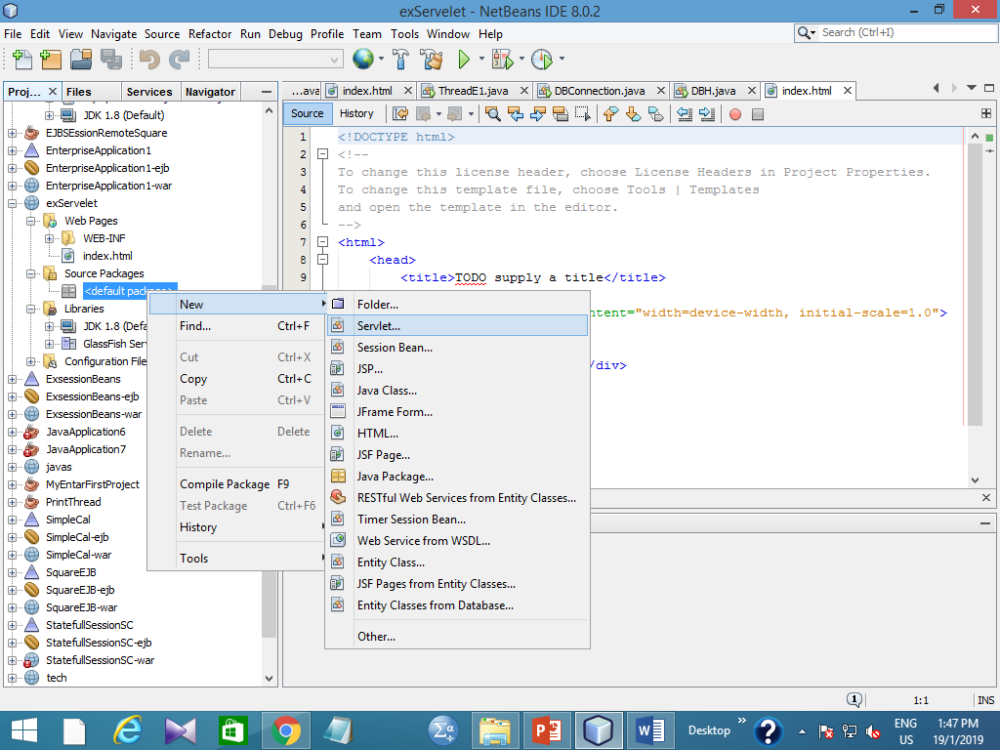 exServelet - NetBeans IDE 8.0.2
File Edit View Navigate Source Refactor Run Debug Profile Team Tools Window Help
Search (Ctrl+I)
Proj... Files Services Navigator
...ava index.html ThreadE1.java DBConnection.java DBH.java index.html
Source History
JDK 1.8 (Default)
EJBSEssionRemoteSquare
EnterpriseApplication1
EnterpriseApplication1-ejb
EnterpriseApplication1-war
exServelet
Web Pages
WEB-INF
index.html
Source Packages
<default package>
Libraries
JDK 1.8 (Defa
GlassFish Ser
Configuration File
ExsessionBeans
ExsessionBeans-ejb
ExsessionBeans-war
JavaApplication6
JavaApplication7
javas
MyEntarFirstProject
PrintThread
SimpleCal
SimpleCal-ejb
SimpleCal-war
SquareEJB
SquareEJB-ejb
SquareEJB-war
StatefullSessionSC
StatefullSessionSC-ejb
StatefullSessionSC-war
tech
1 <!DOCTYPE html>
2 <!--
3 To change this license header, choose License Headers in Project Properties.
4 To change this template file, choose Tools | Templates
5 and open the template in the editor.
6 -->
7 <html>
8 <head>
9 <title>TODO supply a title</title>
ntent="width=device-width, initial-scale=1.0">
/div>
New
Find... Ctrl+F
Cut Ctrl+X
Copy Ctrl+C
Paste Ctrl+V
Delete Delete
Rename...
Compile Package F9
Test Package Ctrl+F6
History
Tools
Folder...
Servlet...
Session Bean...
JSP...
Java Class...
JFrame Form...
HTML...
JSF Page...
Java Package...
RESTful Web Services from Entity Classes...
Timer Session Bean...
Web Service from WSDL...
Entity Class...
JSF Pages from Entity Classes...
Entity Classes from Database...
Other...
1 1:1 INS
Desktop
ENG
US
1:47 PM
19/1/2019